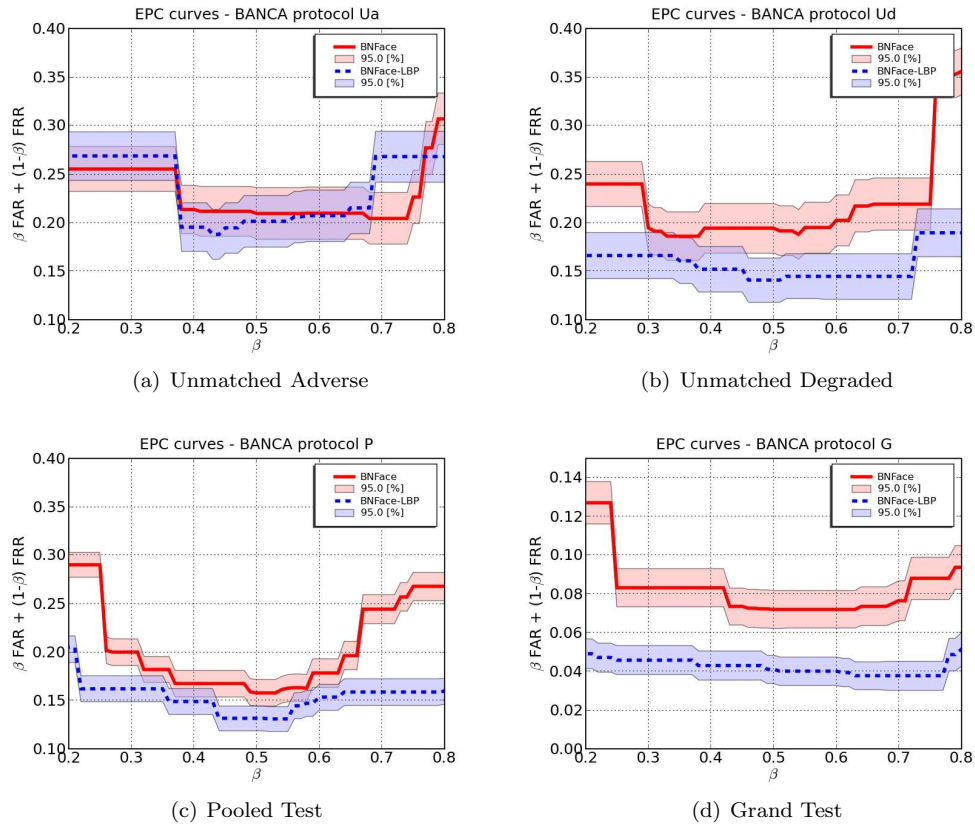 EPC curves - BANCA protocol Ua
β FAR + (1-β) FRR
0.40
0.35
0.30
0.25
0.20
0.15
0.10
BNFace
95.0 [%]
BNFace-LBP
95.0 [%]
0.2 0.3 0.4 0.5 0.6 0.7 0.8
β
(a) Unmatched Adverse
EPC curves - BANCA protocol Ud
β FAR + (1-β) FRR
0.40
0.35
0.30
0.25
0.20
0.15
0.10
BNFace
95.0 [%]
BNFace-LBP
95.0 [%]
0.2 0.3 0.4 0.5 0.6 0.7 0.8
β
(b) Unmatched Degraded
EPC curves - BANCA protocol P
β FAR + (1-β) FRR
0.40
0.35
0.30
0.25
0.20
0.15
0.10
BNFace
95.0 [%]
BNFace-LBP
95.0 [%]
0.2 0.3 0.4 0.5 0.6 0.7 0.8
β
(c) Pooled Test
EPC curves - BANCA protocol G
β FAR + (1-β) FRR
0.14
0.12
0.10
0.08
0.06
0.04
0.02
0.00
BNFace
95.0 [%]
BNFace-LBP
95.0 [%]
0.2 0.3 0.4 0.5 0.6 0.7 0.8
β
(d) Grand Test